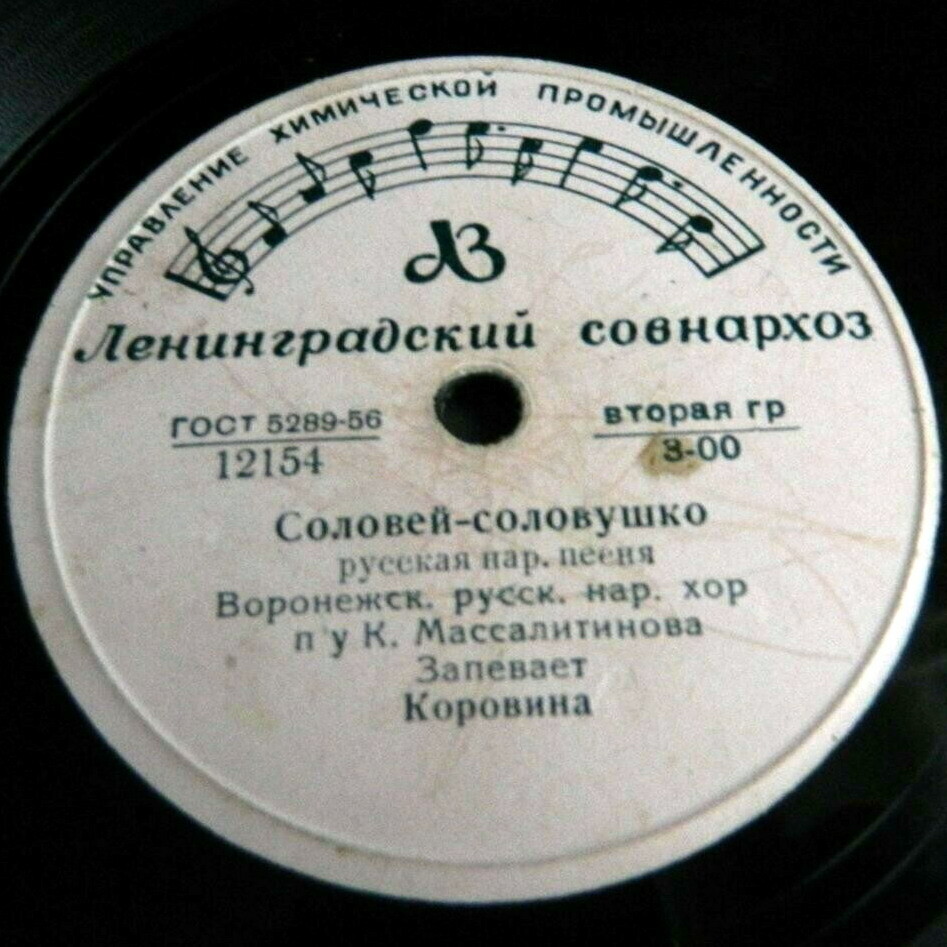 УПРАВЛЕНИЕ ХИМИЧЕСКОЙ ПРОМЫШЛЕННОСТИ
ЛЗ
Ленинградский совнархоз
ГОСТ 5289-56
12154
вторая гр
3-00
Соловей-соловушко
русская нар. песня
Воронежск. русск. нар. хор
п у К. Массалитинова
Запевает
Коровина